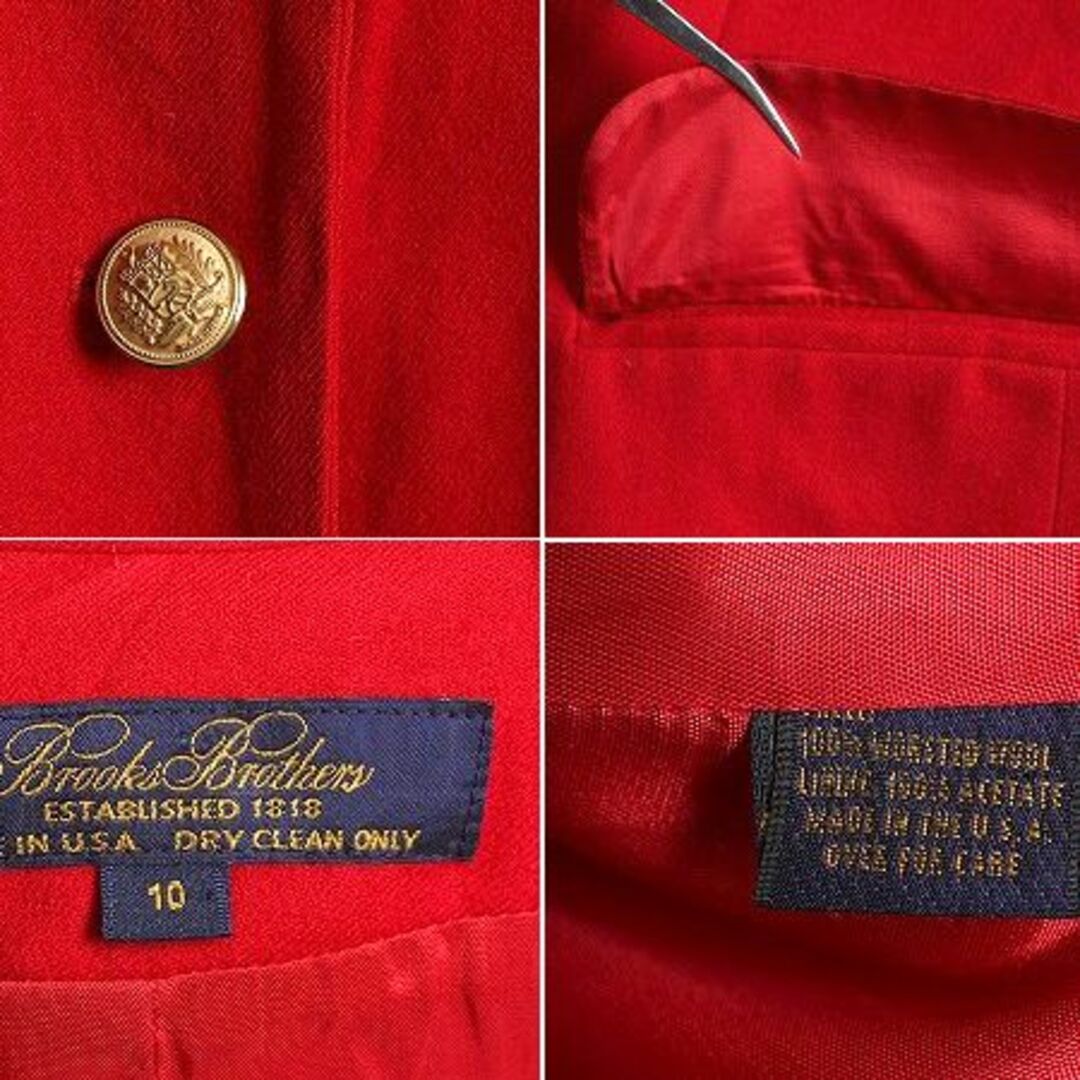 Brooks Brothers
ESTABLISHED 1818
IN U.S.A. DRY CLEAN ONLY
10
100% WORSTED WOOL
LINING 100% ACETATE
MADE IN THE U.S.A.
OVER FOR CARE